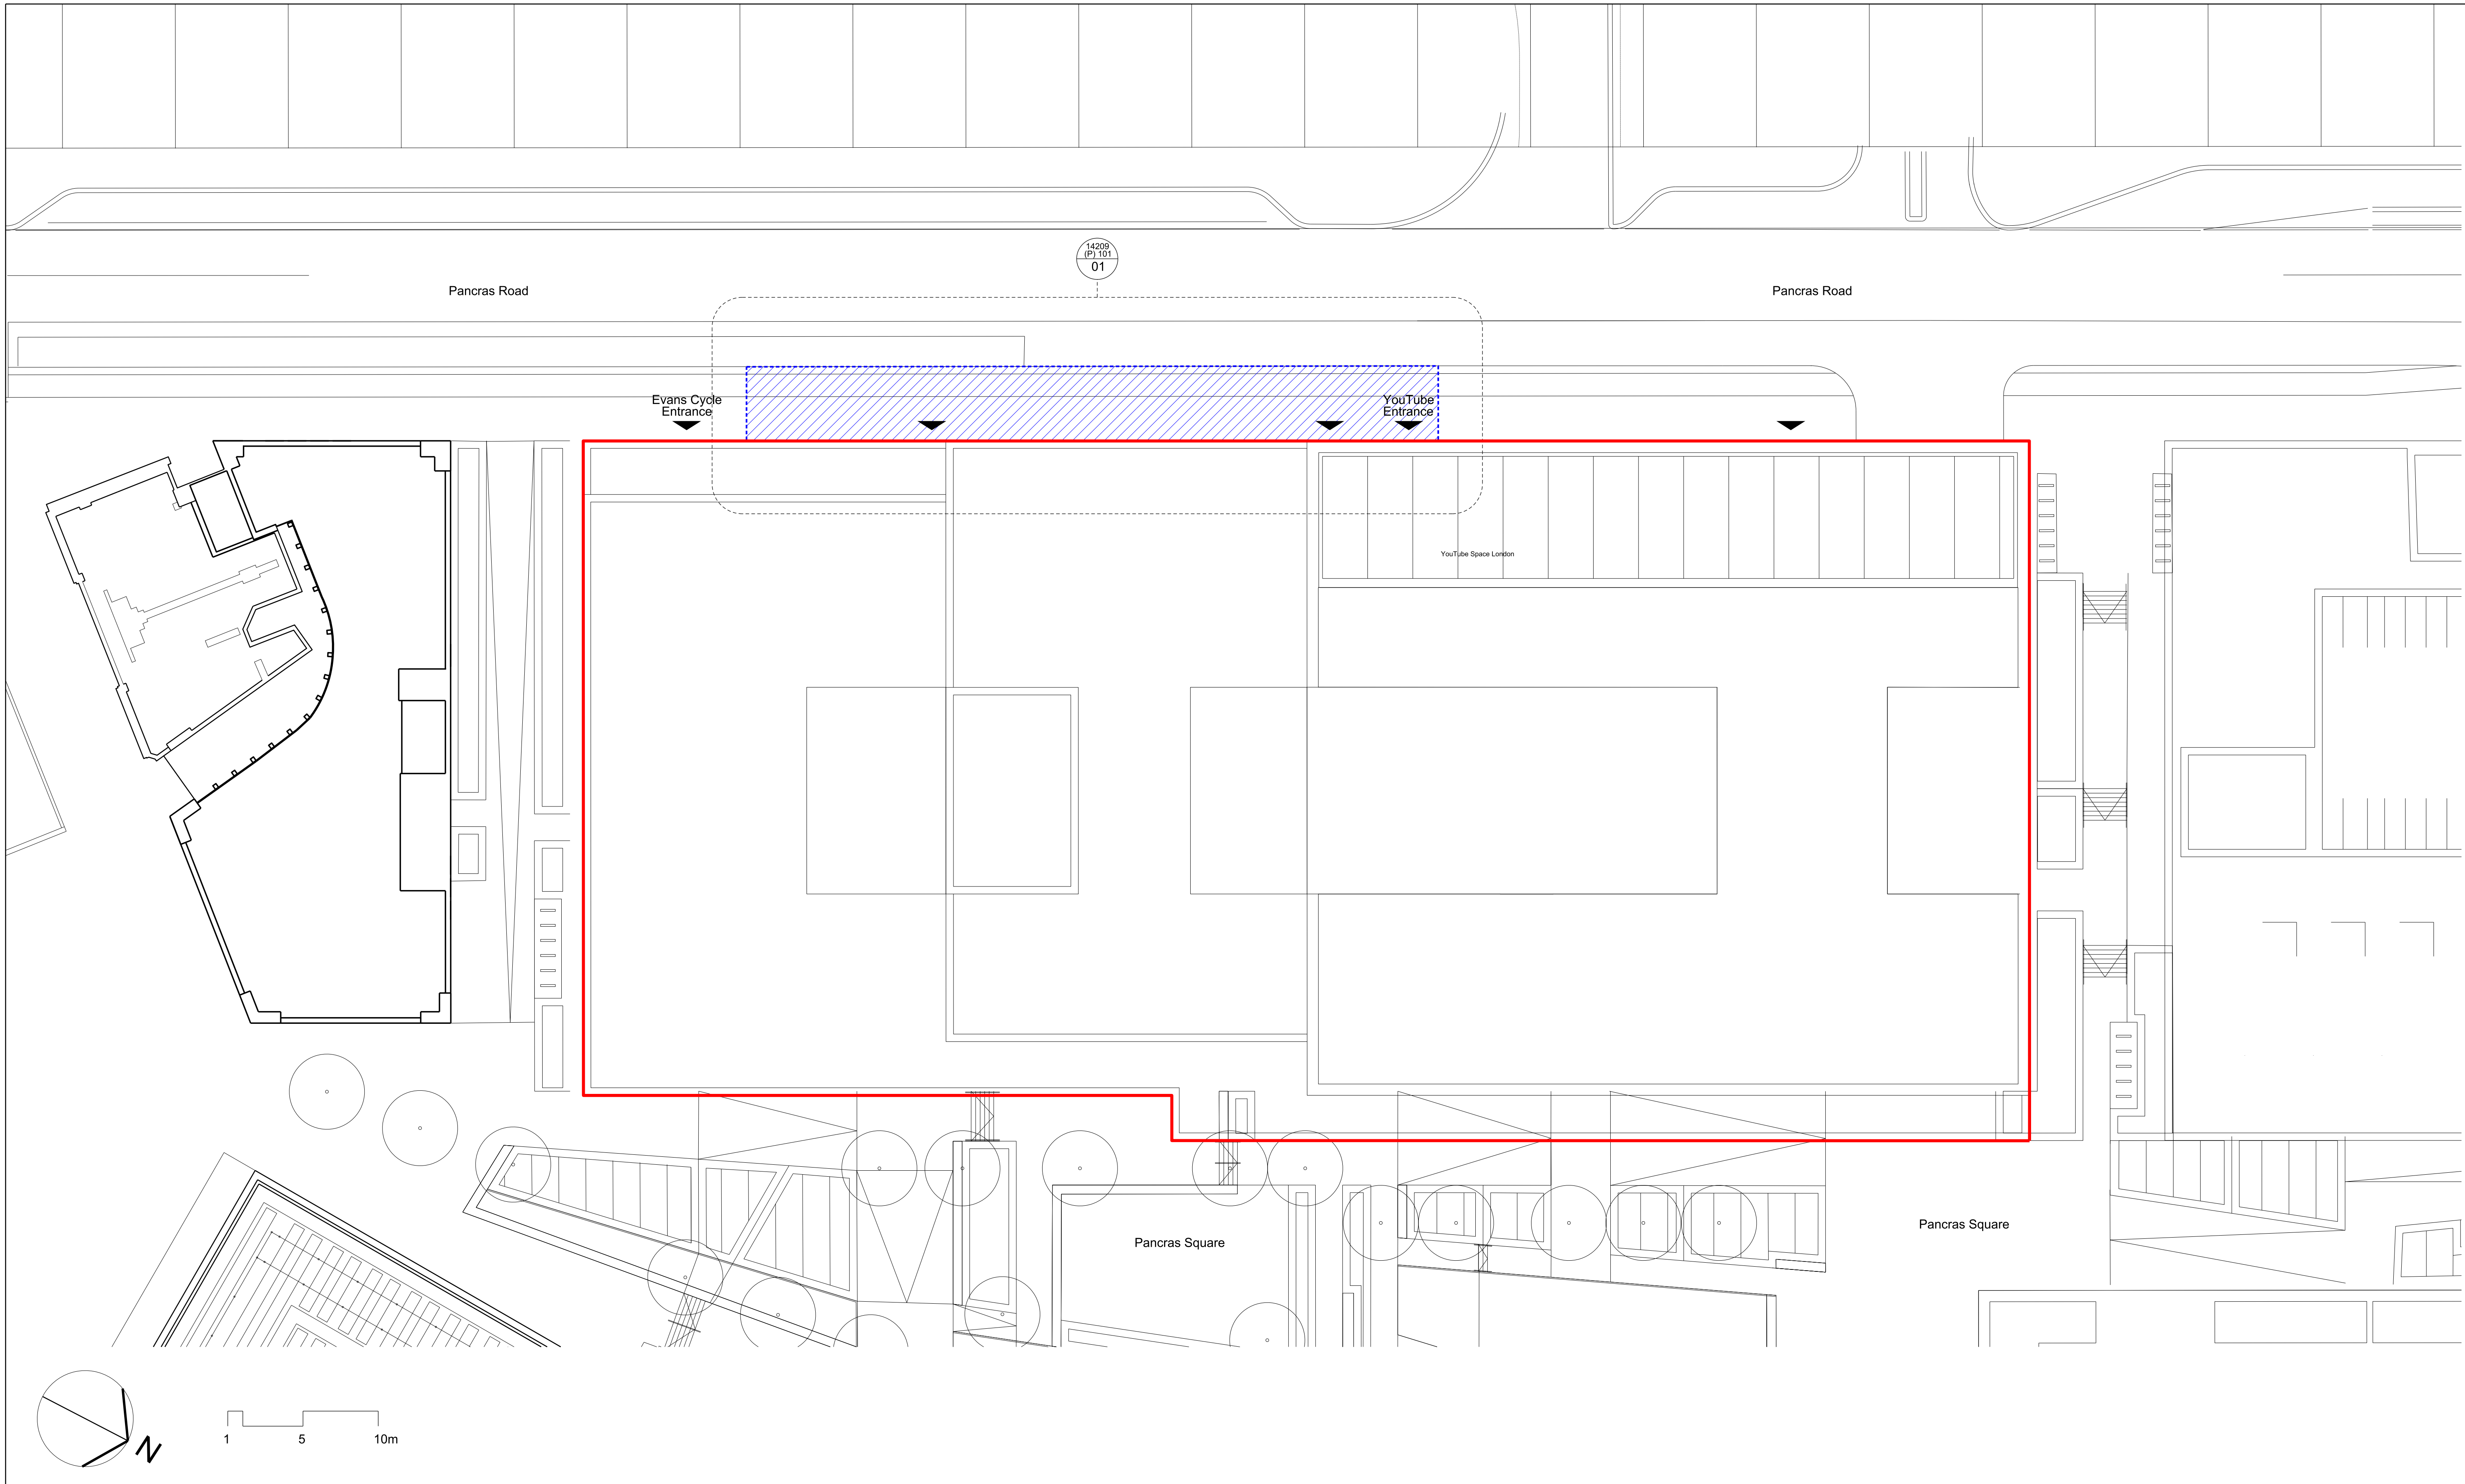 14209
(P) 101
01
Pancras Road
Pancras Road
Evans Cycle
Entrance
YouTube
Entrance
YouTube Space London
Pancras Square
Pancras Square
N
1 5 10m